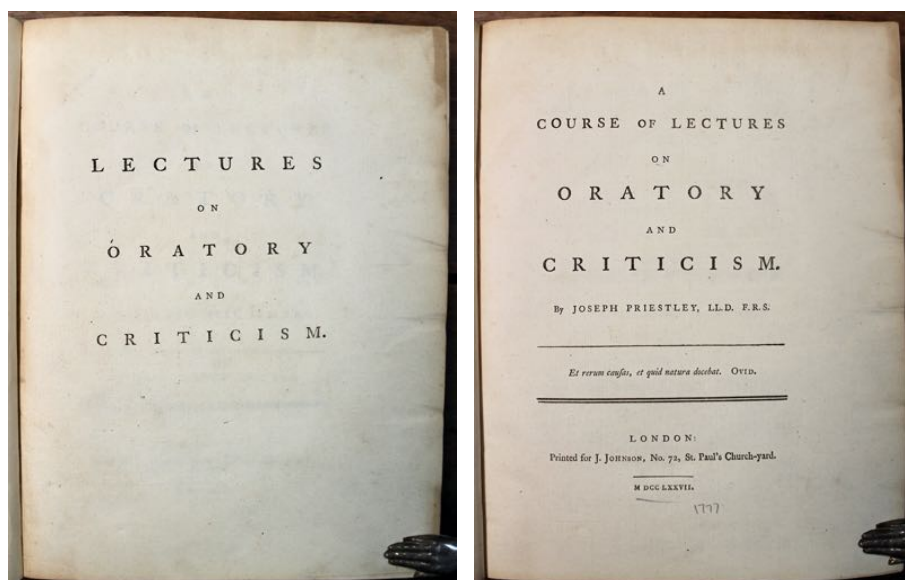 LECTURES
ON
ORATORY
AND
CRITICISM.
A
COURSE OF LECTURES
ON
ORATORY
AND
CRITICISM.
By JOSEPH PRIESTLEY, LL.D. F.R.S.
Et rerum cauſas, et quid natura docebat. OVID.
LONDON:
Printed for J. JOHNSON, No. 72, St. Paul's Church-yard.
M DCC LXXVII.
1777